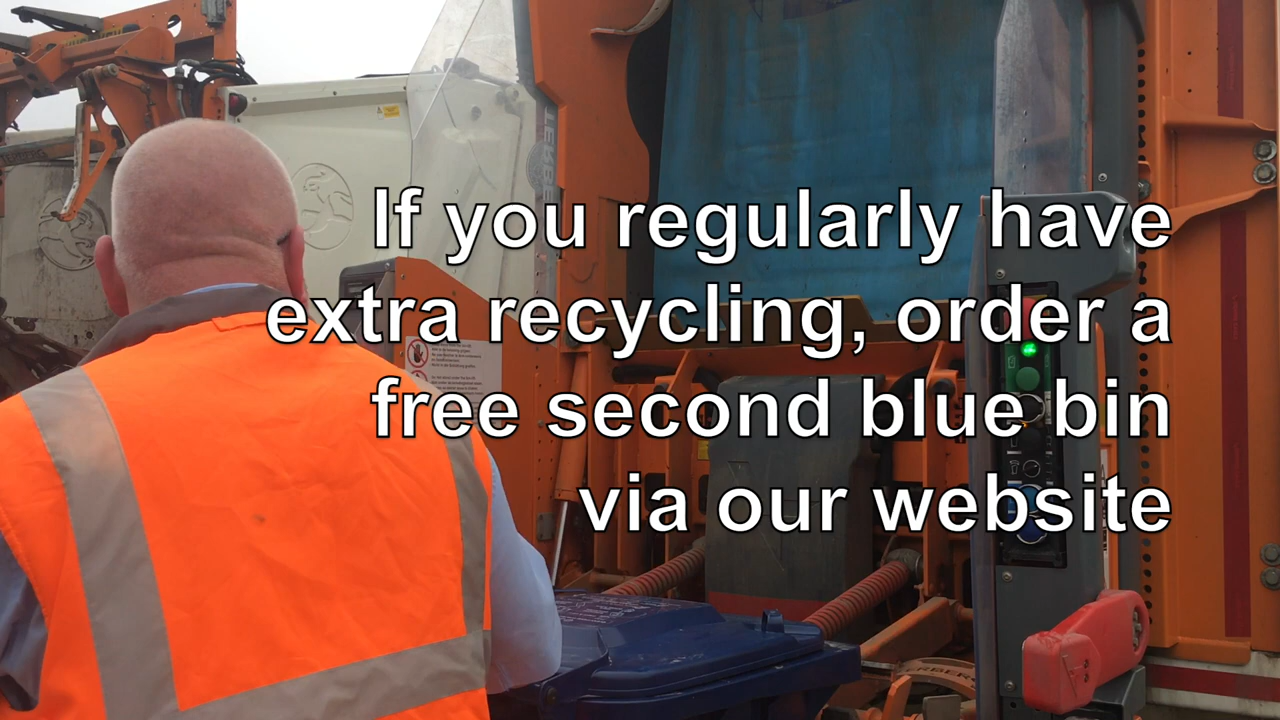 If you regularly have
extra recycling, order a
free second blue bin
via our website